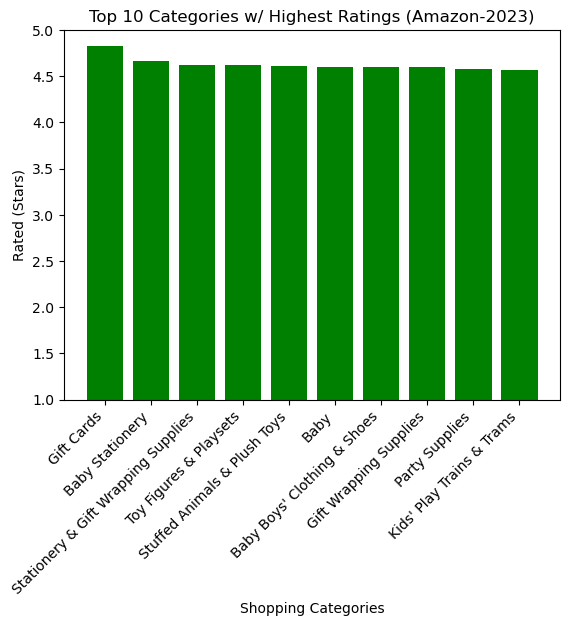 Top 10 Categories w/ Highest Ratings (Amazon-2023)
Rated (Stars)
5.0
4.5
4.0
3.5
3.0
2.5
2.0
1.5
1.0
Gift Cards
Baby Stationery
Stationery & Gift Wrapping Supplies
Toy Figures & Playsets
Stuffed Animals & Plush Toys
Baby
Baby Boys' Clothing & Shoes
Gift Wrapping Supplies
Party Supplies
Kids' Play Trains & Trams
Shopping Categories